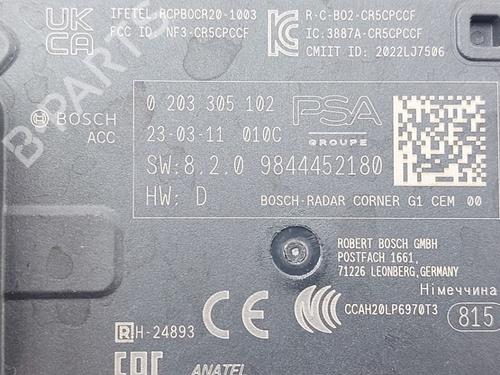 UK
CA
IFETEL: RCPBOCR20-1003
FCC ID: NF3-CR5CPCCF
R-C-BO2-CR5CPCCF
IC:3887A-CR5CPCCF
CMIIT ID: 2022LJ7506
B-PARTS
BOSCH
ACC
0 203 305 102
23-03-11 010C
PSA
GROUPE
SW:8.2.0 9844452180
HW: D
BOSCH-RADAR CORNER G1 CEM 00
ROBERT BOSCH GMBH
POSTFACH 1661,
71226 LEONBERG,GERMANY
Німеччина
R H-24893
CE
CCC
CCAH20LP6970T3
815
EAC
ANATEL